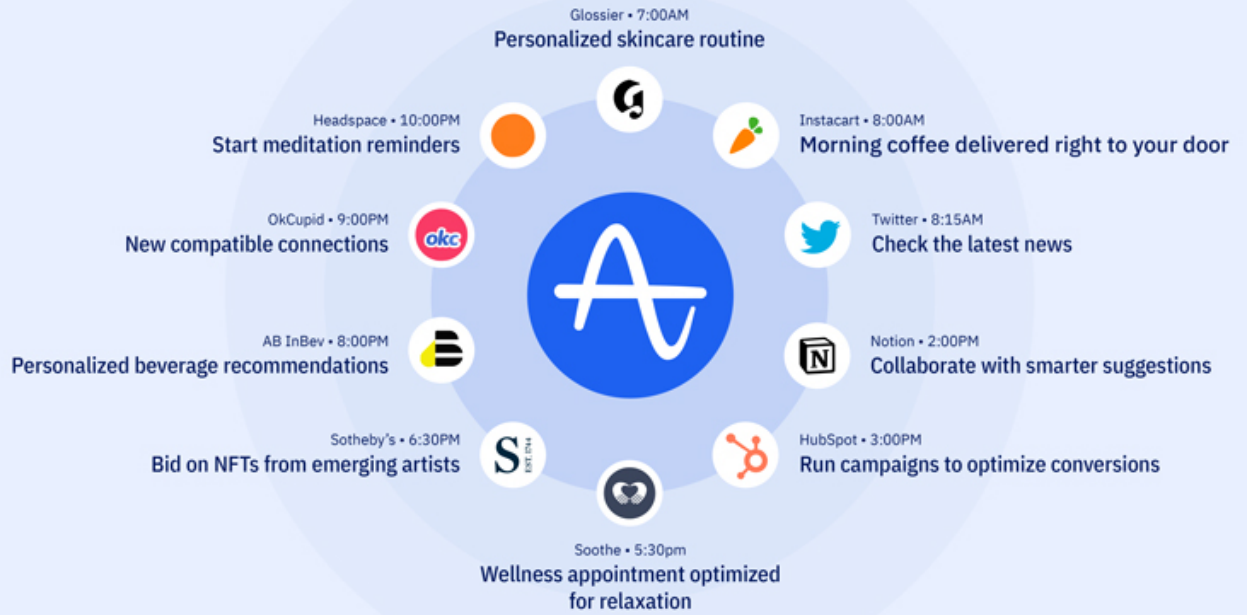 Glossier • 7:00AM
Personalized skincare routine
Instacart • 8:00AM
Morning coffee delivered right to your door
Twitter • 8:15AM
Check the latest news
Notion • 2:00PM
Collaborate with smarter suggestions
HubSpot • 3:00PM
Run campaigns to optimize conversions
Soothe • 5:30pm
Wellness appointment optimized
for relaxation
Sotheby's • 6:30PM
Bid on NFTs from emerging artists
S EST. 1744
AB InBev • 8:00PM
Personalized beverage recommendations
OkCupid • 9:00PM
New compatible connections
okc
Headspace • 10:00PM
Start meditation reminders
G
N